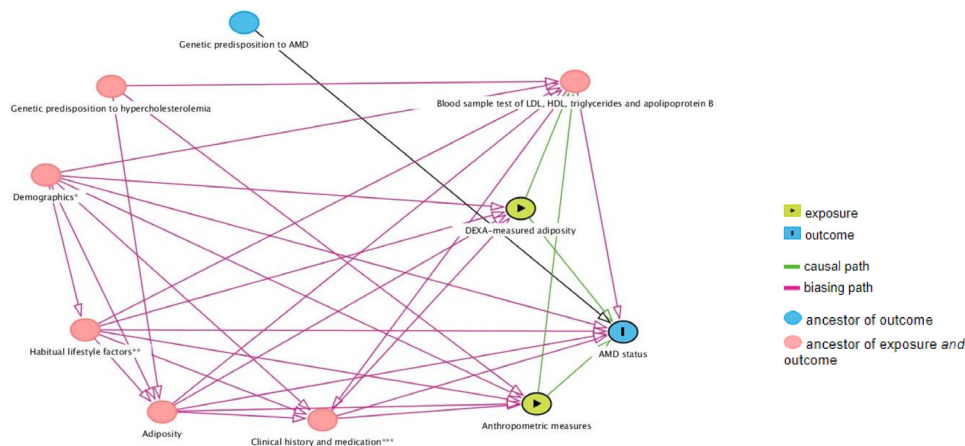 Genetic predisposition to AMD
Genetic predisposition to hypercholesterolemia
Blood sample test of LDL, HDL, triglycerides and apolipoprotein B
Demographics*
DEXA-measured adiposity
Habitual lifestyle factors**
AMD status
Adiposity
Clinical history and medication***
Anthropometric measures
exposure
outcome
causal path
biasing path
ancestor of outcome
ancestor of exposure and
outcome